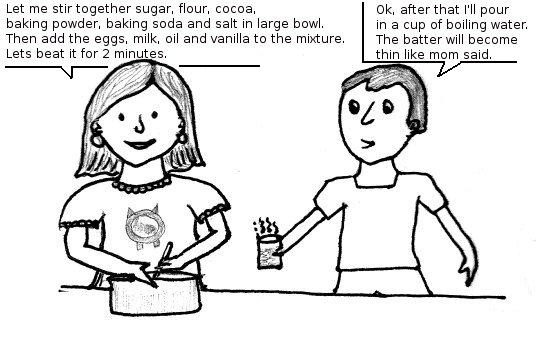 Let me stir together sugar, flour, cocoa,
baking powder, baking soda and salt in large bowl.
Then add the eggs, milk, oil and vanilla to the mixture.
Lets beat it for 2 minutes.
Ok, after that I'll pour
in a cup of boiling water.
The batter will become
thin like mom said.